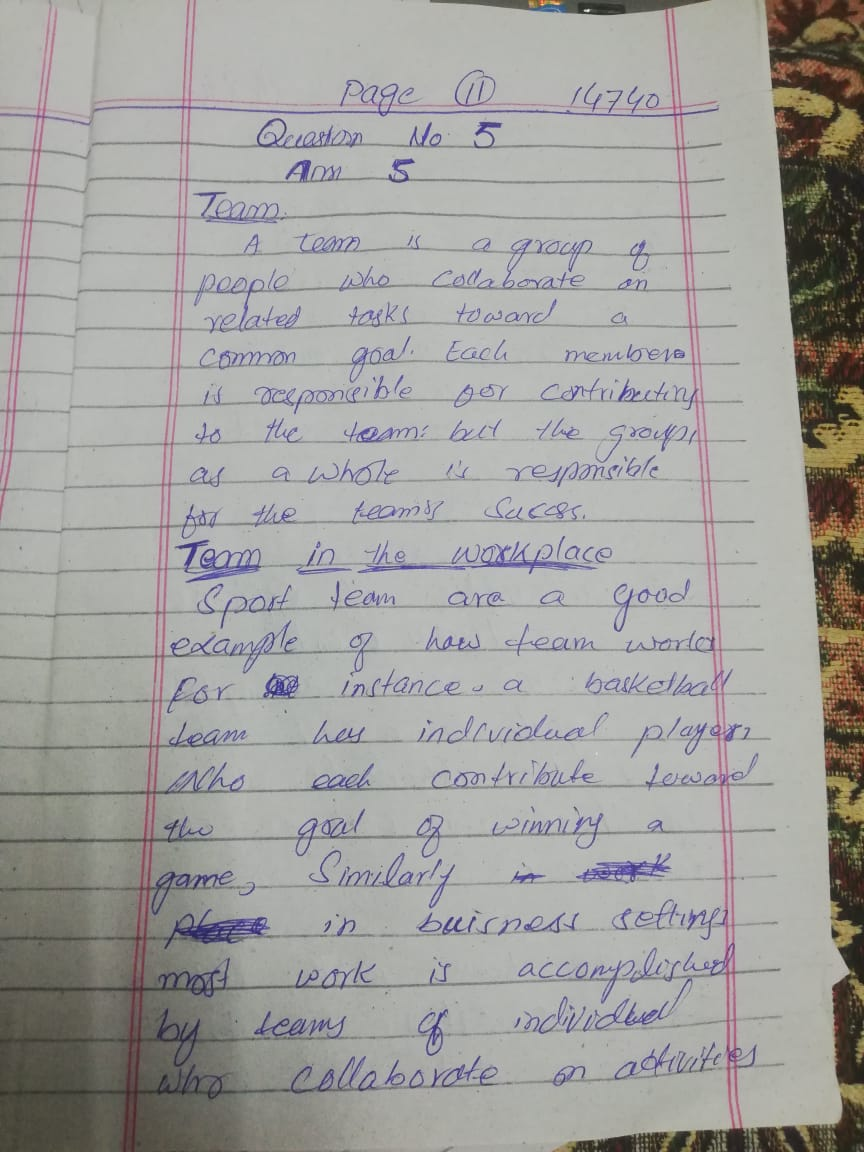 Page 11 14740
Question No 5
Ans 5
Team.
A team is a group of
people who collaborate on
related tasks toward a
common goal. Each members
is responsible for contributing
to the team: but the group,
as a whole is responsible
for the team's Succes.
Team in the workplace
Sport team are a good
example of how team works
For instance, a basketball
team has individual players,
who each contribute toward
the goal of winning a
game, Similarly in work
place in buisness settings
most work is accomplished
by teams of individual
who collaborate on activities